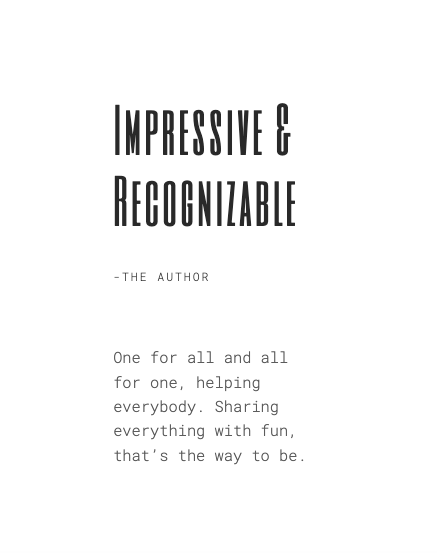 Impressive &
Recognizable
-THE AUTHOR
One for all and all
for one, helping
everybody. Sharing
everything with fun,
that's the way to be.